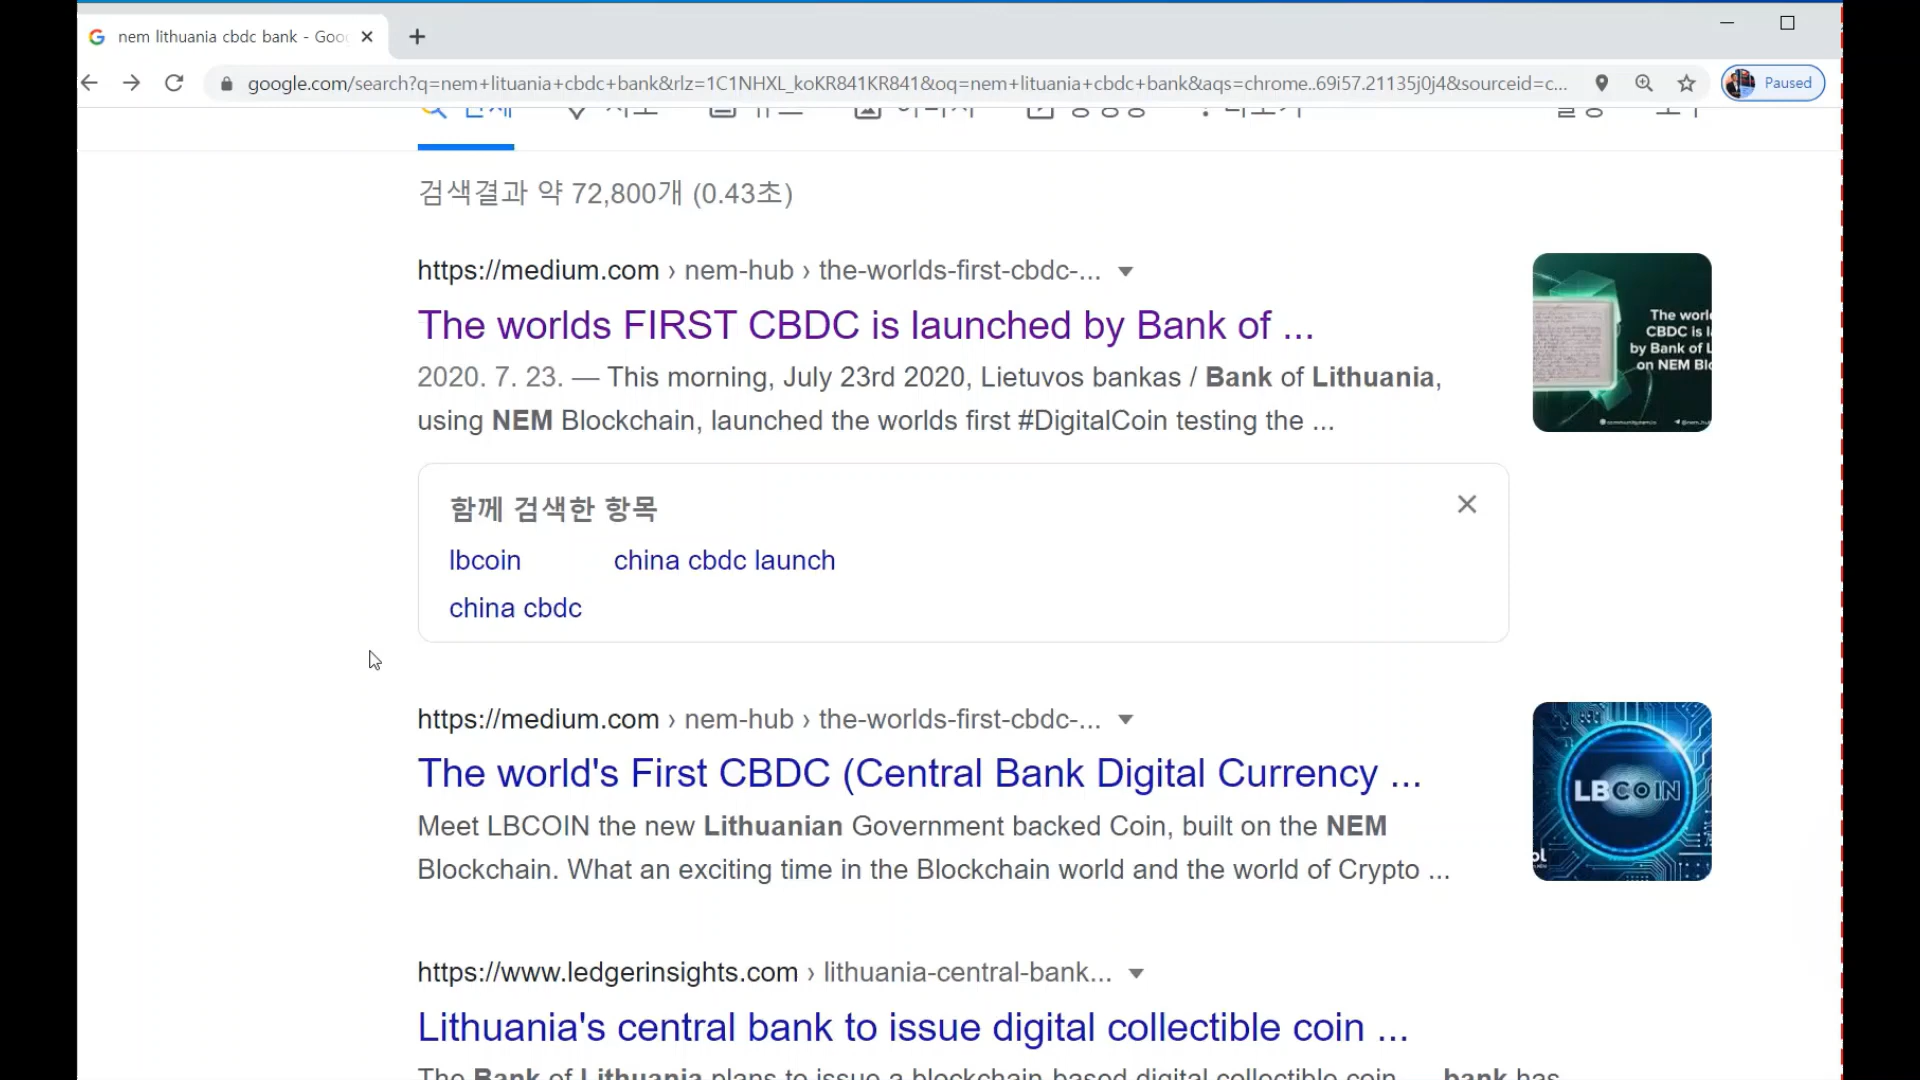 nem lithuania cbdc bank - Goo
google.com/search?q=nem+lituania+cbdc+bank&rlz=1C1NHXL_koKR841KR841&oq=nem+lituania+cbdc+bank&aqs=chrome..69i57.21135j0j4&sourceid=c...
Paused
검색결과 약 72,800개 (0.43초)
https://medium.com › nem-hub › the-worlds-first-cbdc-...
The worlds FIRST CBDC is launched by Bank of ...
2020. 7. 23. — This morning, July 23rd 2020, Lietuvos bankas / Bank of Lithuania,
using NEM Blockchain, launched the worlds first #DigitalCoin testing the ...
The worl
CBDC is l
by Bank of L
on NEM Blo
함께 검색한 항목
lbcoin china cbdc launch
china cbdc
https://medium.com › nem-hub › the-worlds-first-cbdc-...
The world's First CBDC (Central Bank Digital Currency ...
Meet LBCOIN the new Lithuanian Government backed Coin, built on the NEM
Blockchain. What an exciting time in the Blockchain world and the world of Crypto ...
LBCOIN
https://www.ledgerinsights.com › lithuania-central-bank...
Lithuania's central bank to issue digital collectible coin ...
The Bank of Lithuania plans to issue a blockchain-based digital collectible coin bank has